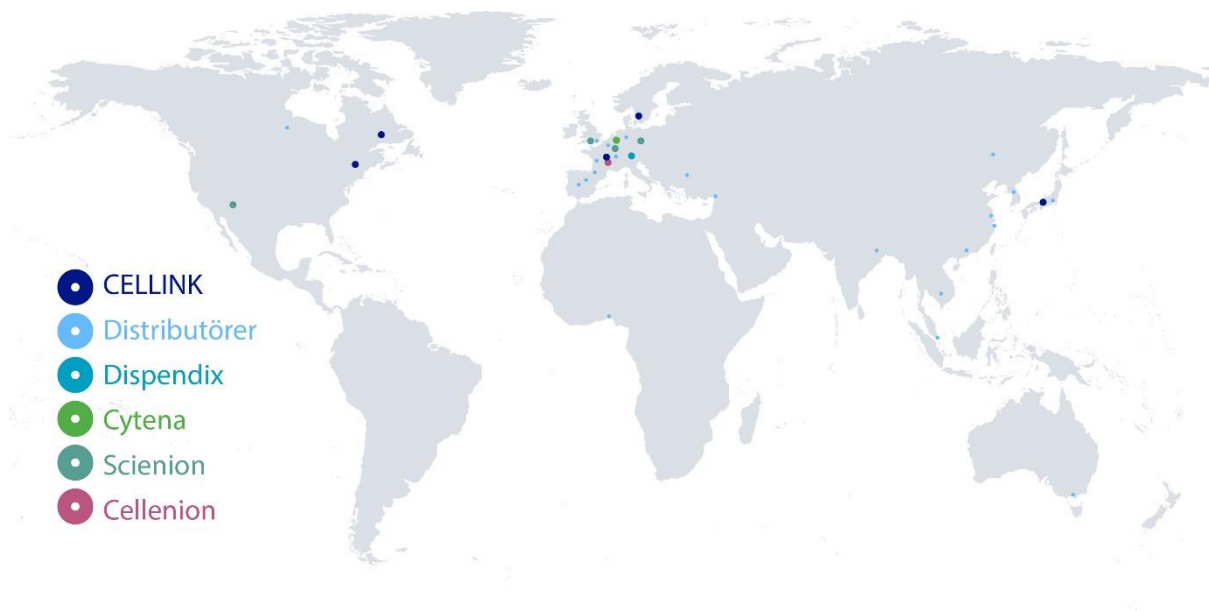 CELLINK
Distributörer
Dispendix
Cytena
Scienion
Cellenion